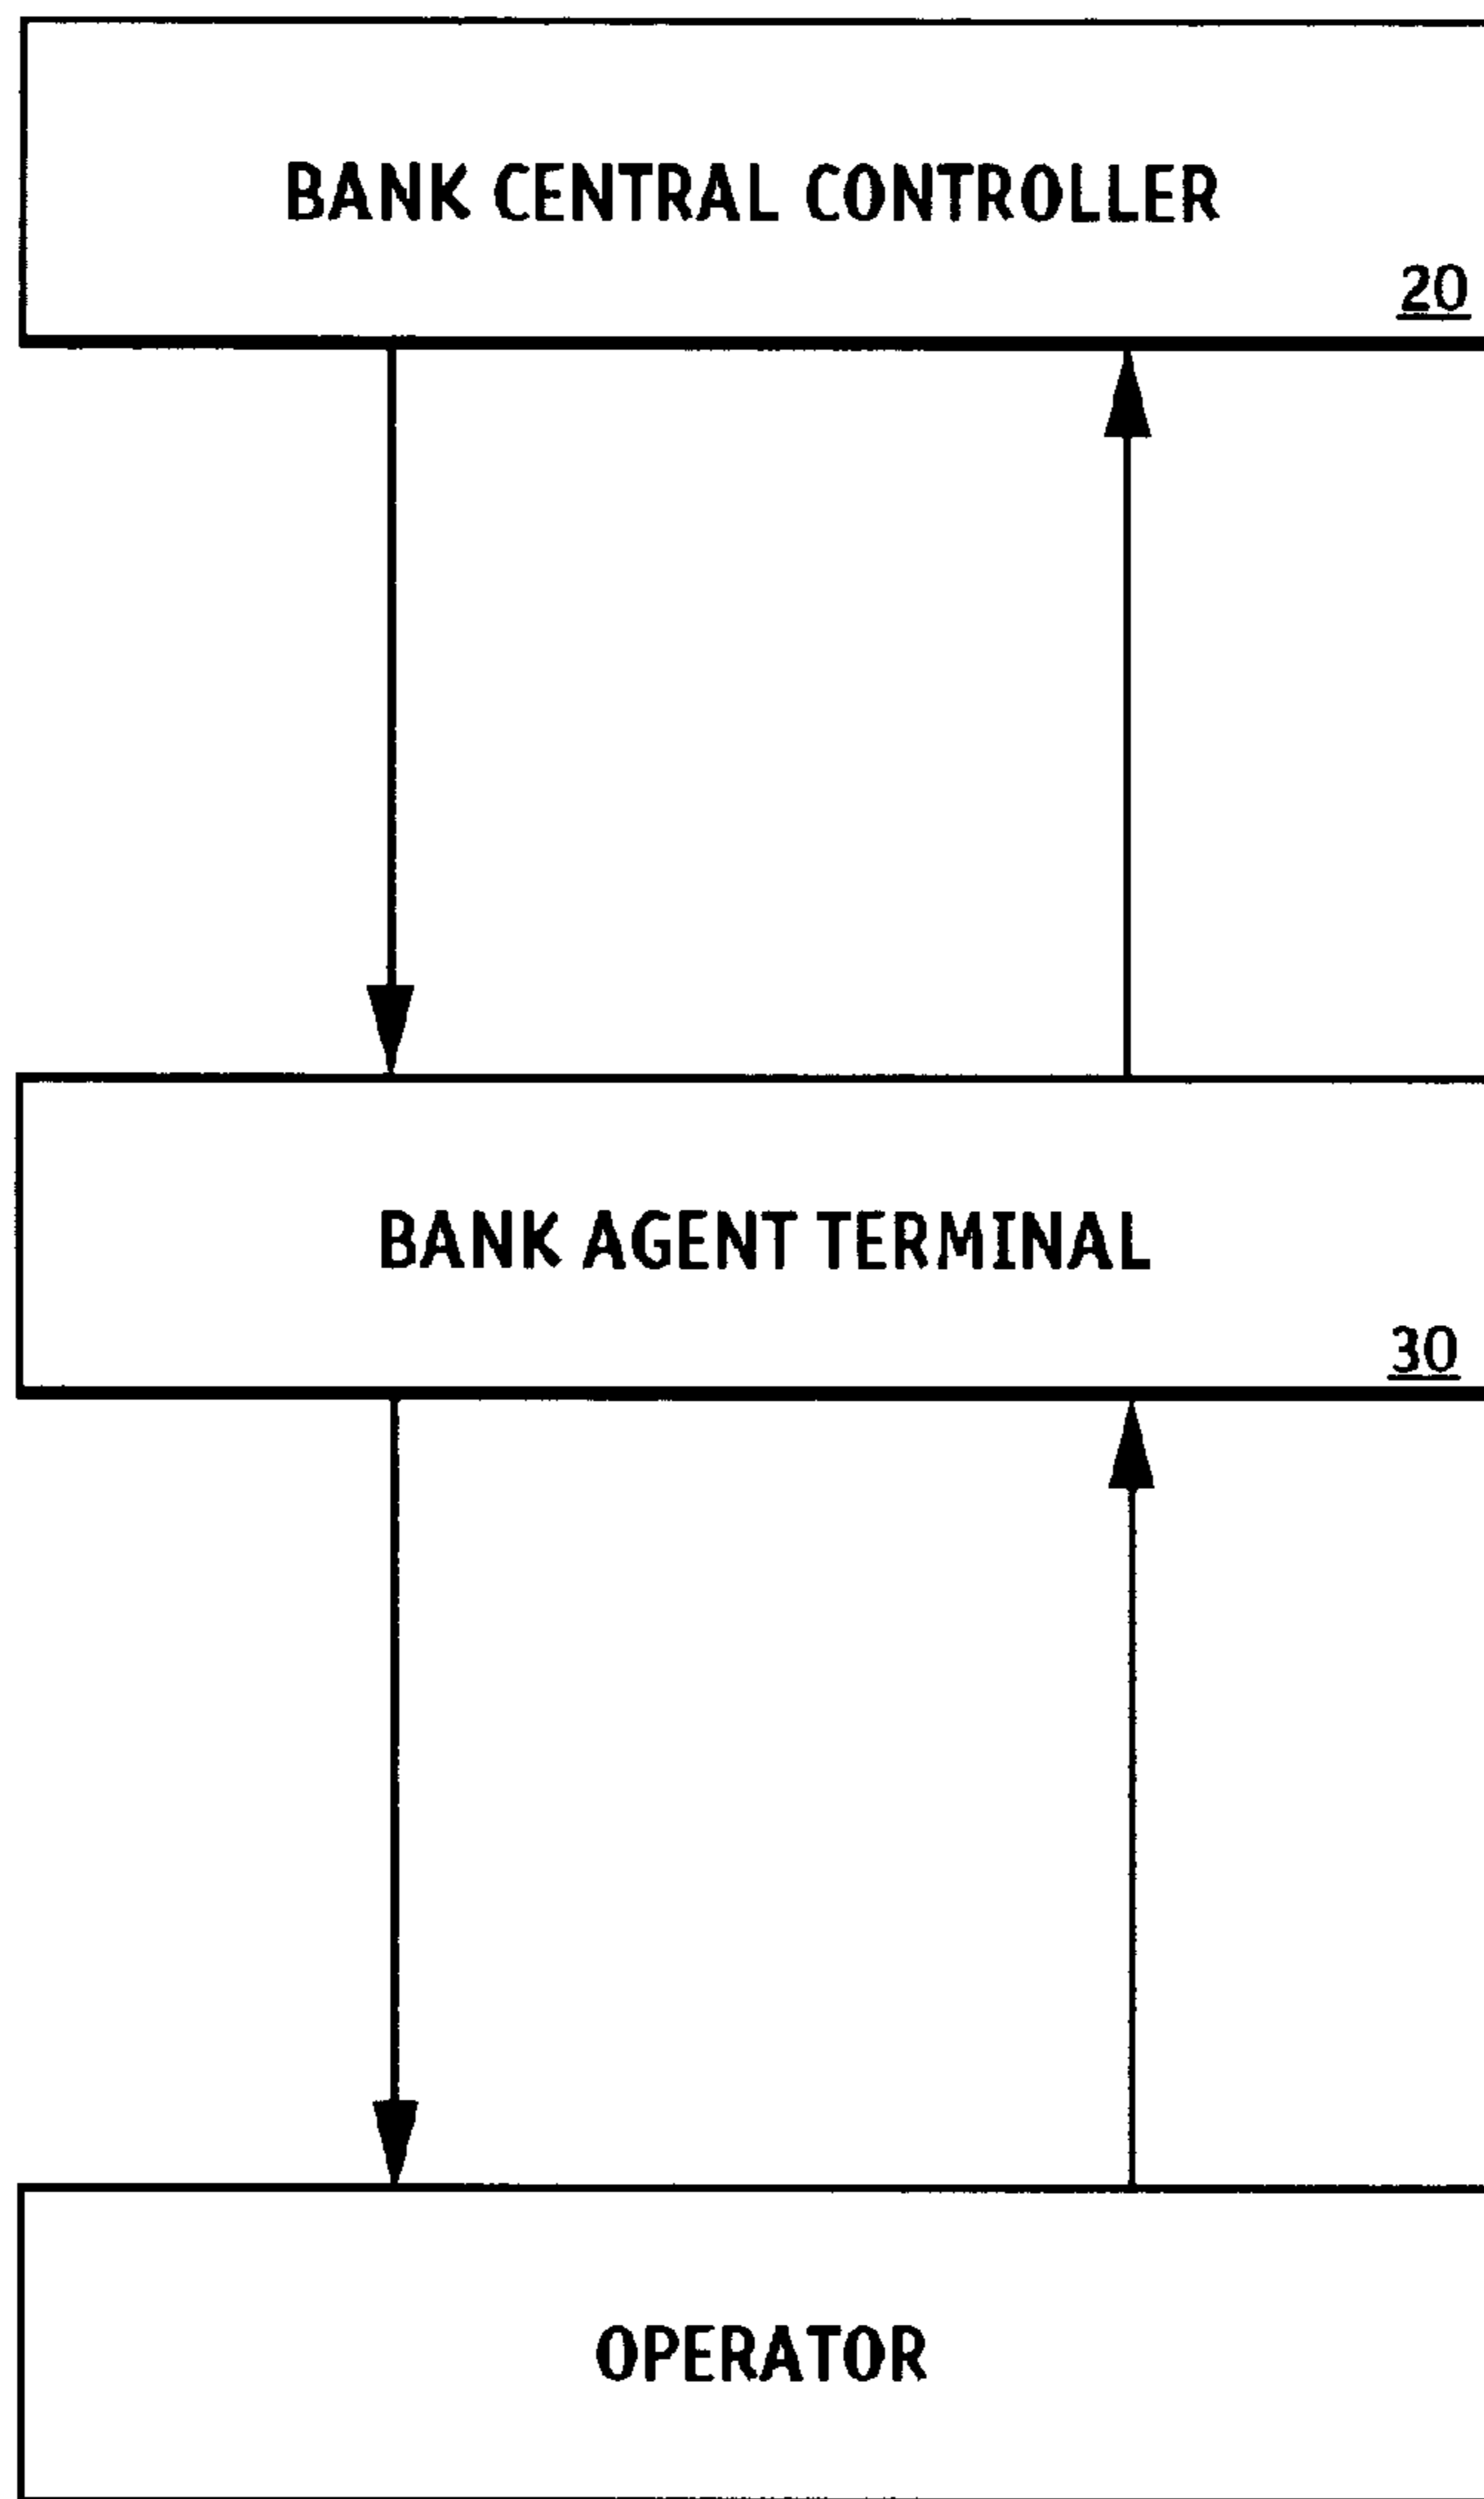 BANK CENTRAL CONTROLLER
20
BANK AGENT TERMINAL
30
OPERATOR